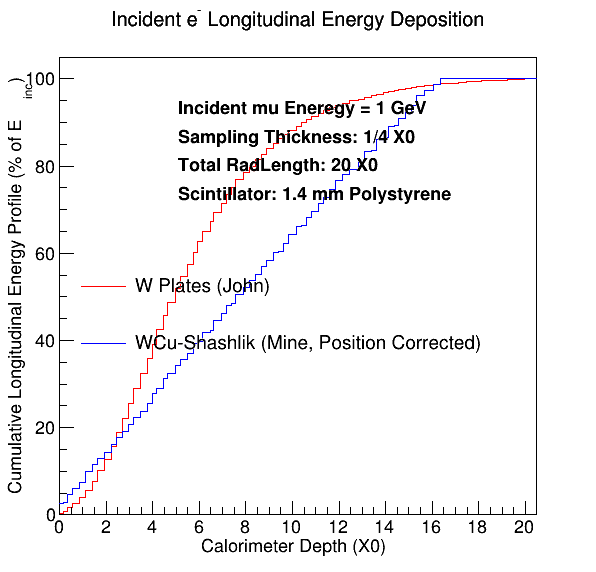 Incident e- Longitudinal Energy Deposition
Cumulative Longitudinal Energy Profile (% of E inc)
100
80
60
40
20
0
Incident mu Eneregy = 1 GeV
Sampling Thickness: 1/4 X0
Total RadLength: 20 X0
Scintillator: 1.4 mm Polystyrene
W Plates (John)
WCu-Shashlik (Mine, Position Corrected)
0 2 4 6 8 10 12 14 16 18 20
Calorimeter Depth (X0)